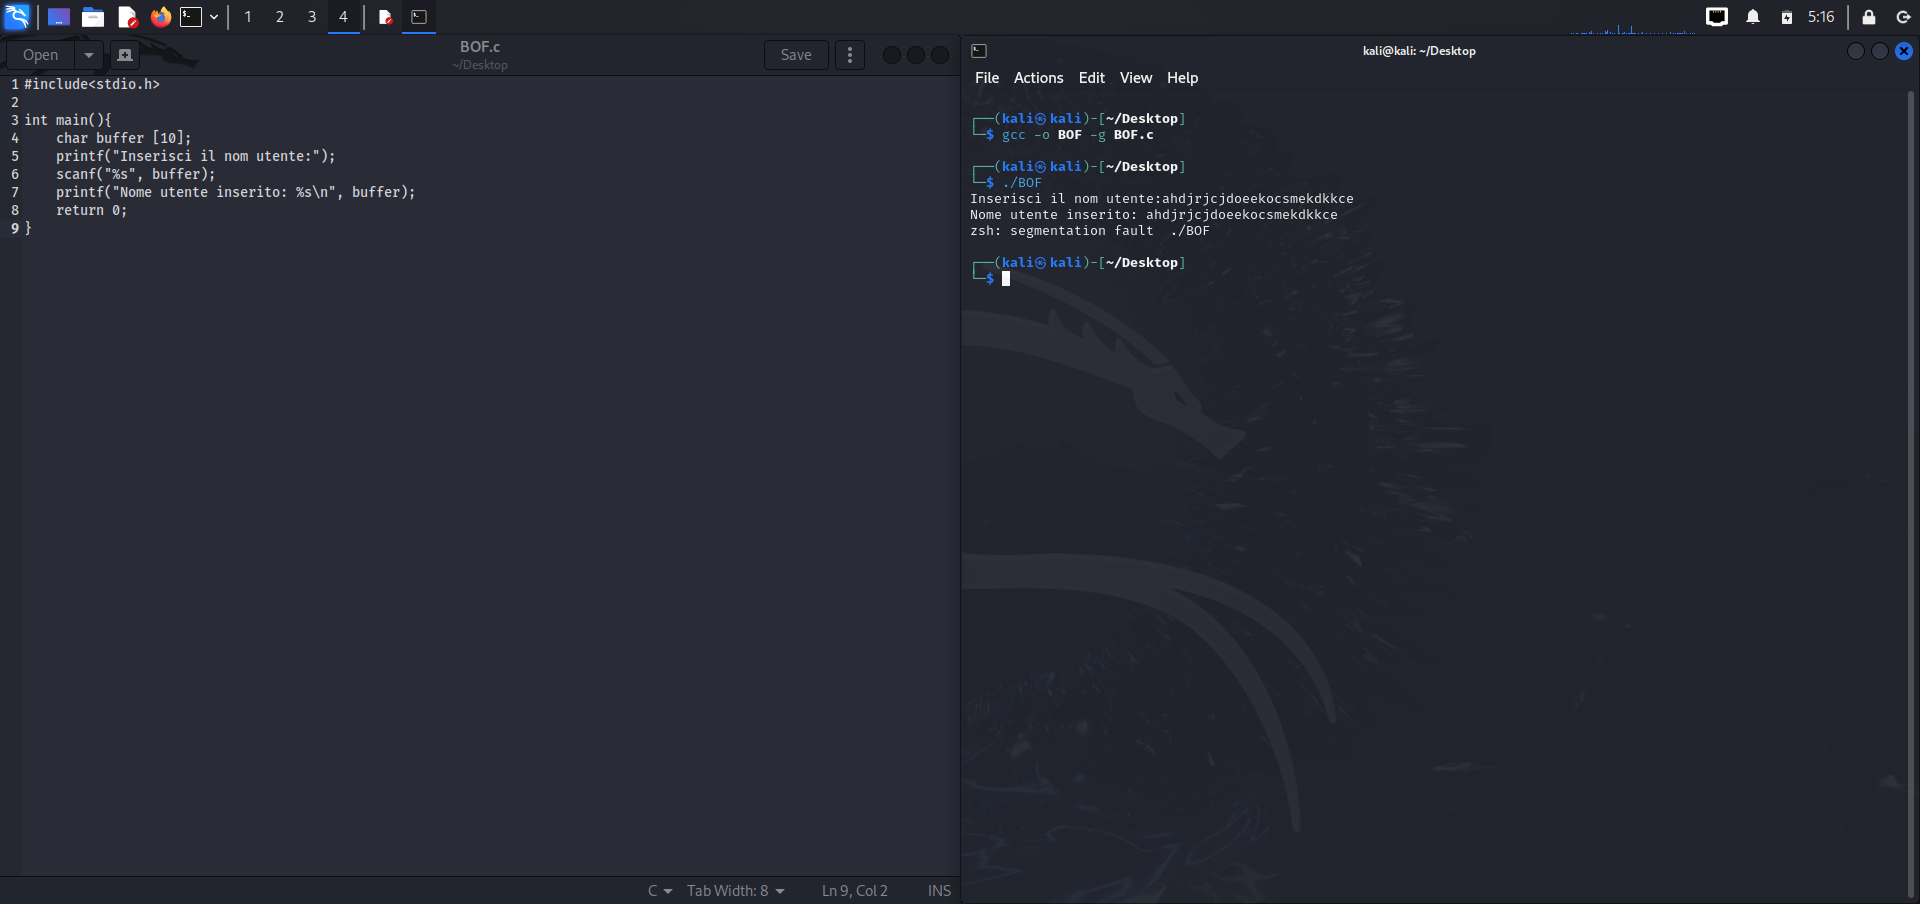 1 2 3 4 5:16
Open BOF.c Save
~/Desktop
1 #include<stdio.h>
2
3 int main(){
4     char buffer [10];
5     printf("Inserisci il nom utente:");
6     scanf("%s", buffer);
7     printf("Nome utente inserito: %s\n", buffer);
8     return 0;
9 }
C Tab Width: 8 Ln 9, Col 2 INS
kali@kali: ~/Desktop
File Actions Edit View Help
┌──(kali㉿kali)-[~/Desktop]
└─$ gcc -o BOF -g BOF.c
┌──(kali㉿kali)-[~/Desktop]
└─$ ./BOF
Inserisci il nom utente:ahdjrjcjdoeekocsmekdkkce
Nome utente inserito: ahdjrjcjdoeekocsmekdkkce
zsh: segmentation fault  ./BOF
┌──(kali㉿kali)-[~/Desktop]
└─$